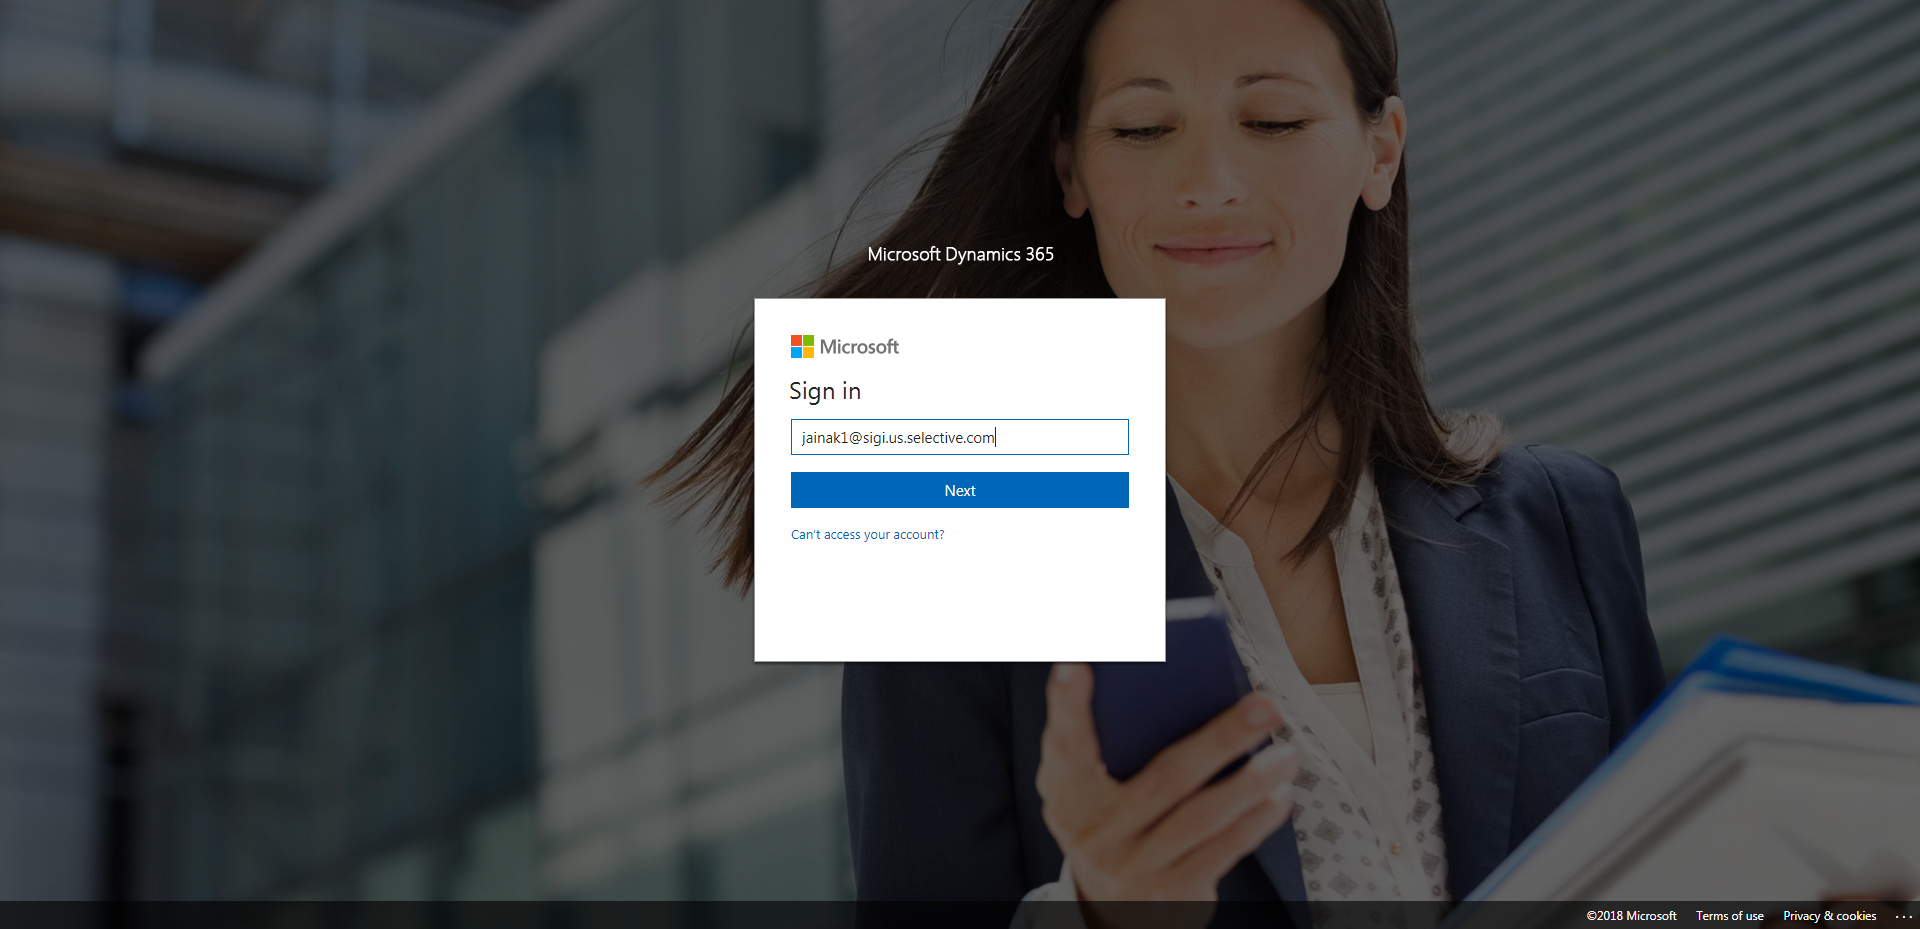 Microsoft Dynamics 365
Microsoft
Sign in
jainak1@sigi.us.selective.com
Next
Can't access your account?
©2018 Microsoft Terms of use Privacy & cookies ...